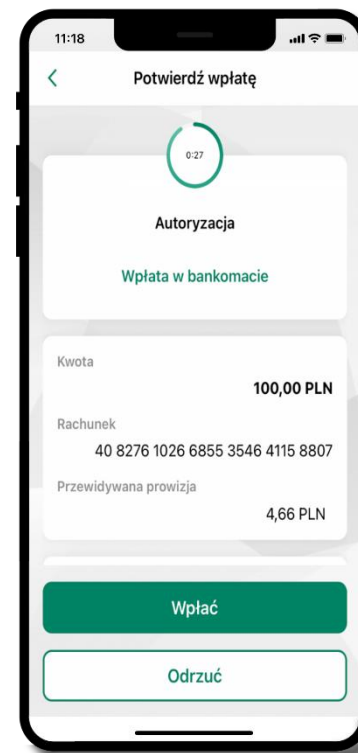 11:18
Potwierdź wpłatę
0:27
Autoryzacja
Wpłata w bankomacie
Kwota
100,00 PLN
Rachunek
40 8276 1026 6855 3546 4115 8807
Przewidywana prowizja
4,66 PLN
Wpłać
Odrzuć